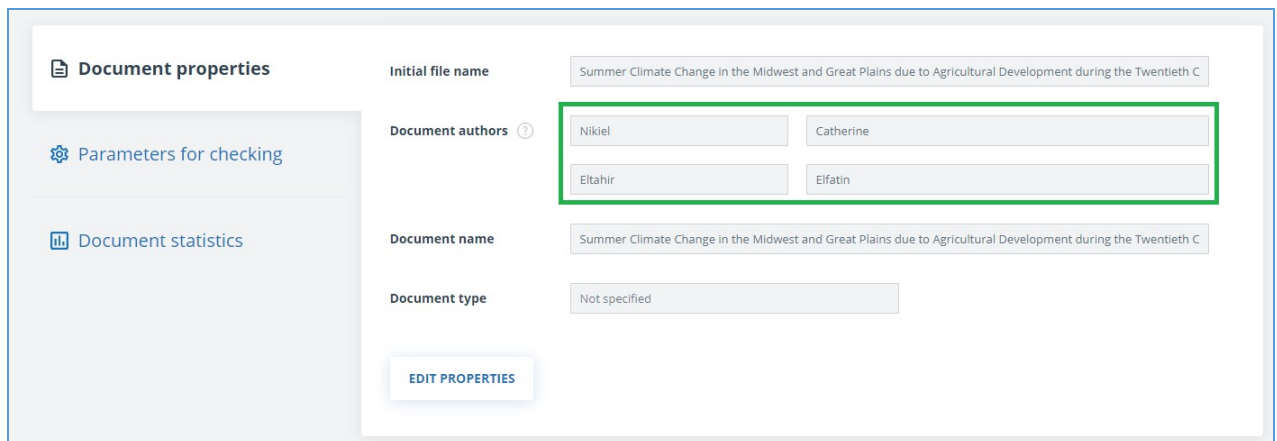 Document properties
Parameters for checking
Document statistics
Initial file name Summer Climate Change in the Midwest and Great Plains due to Agricultural Development during the Twentieth C
Document authors ? Nikiel Catherine
Eltahir Elfatin
Document name Summer Climate Change in the Midwest and Great Plains due to Agricultural Development during the Twentieth C
Document type Not specified
EDIT PROPERTIES